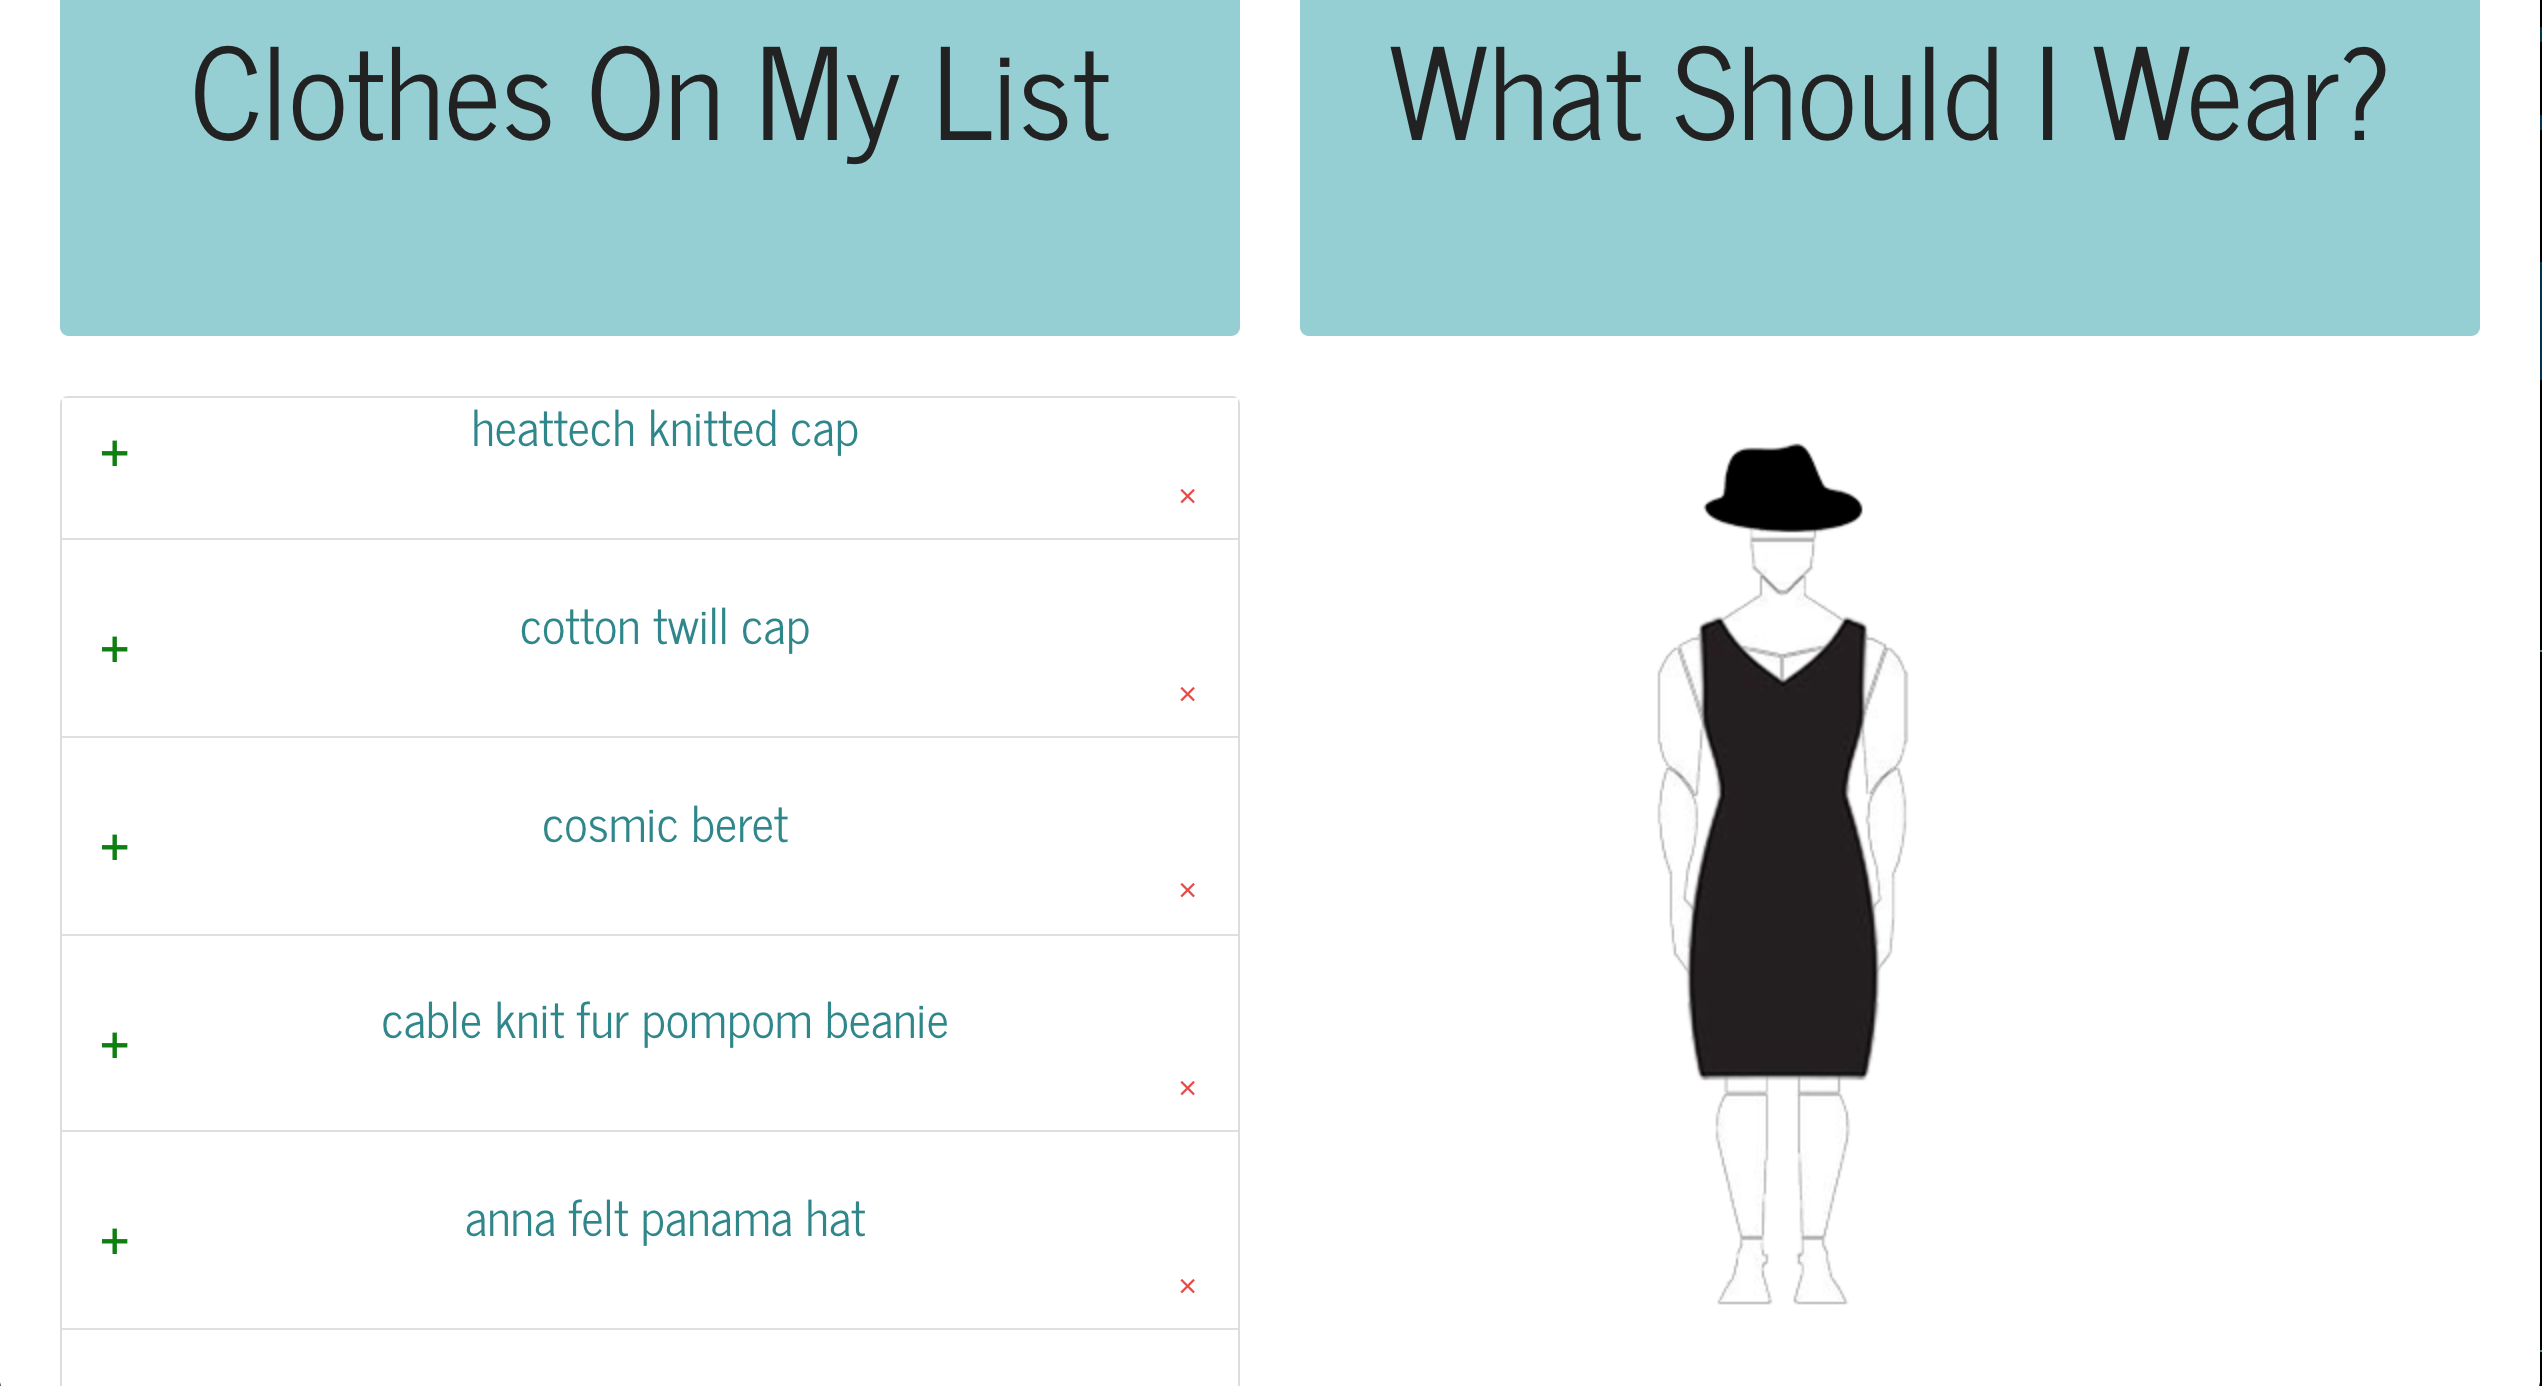 Clothes On My List
What Should I Wear?
+ heattech knitted cap ×
+ cotton twill cap ×
+ cosmic beret ×
+ cable knit fur pompom beanie ×
+ anna felt panama hat ×